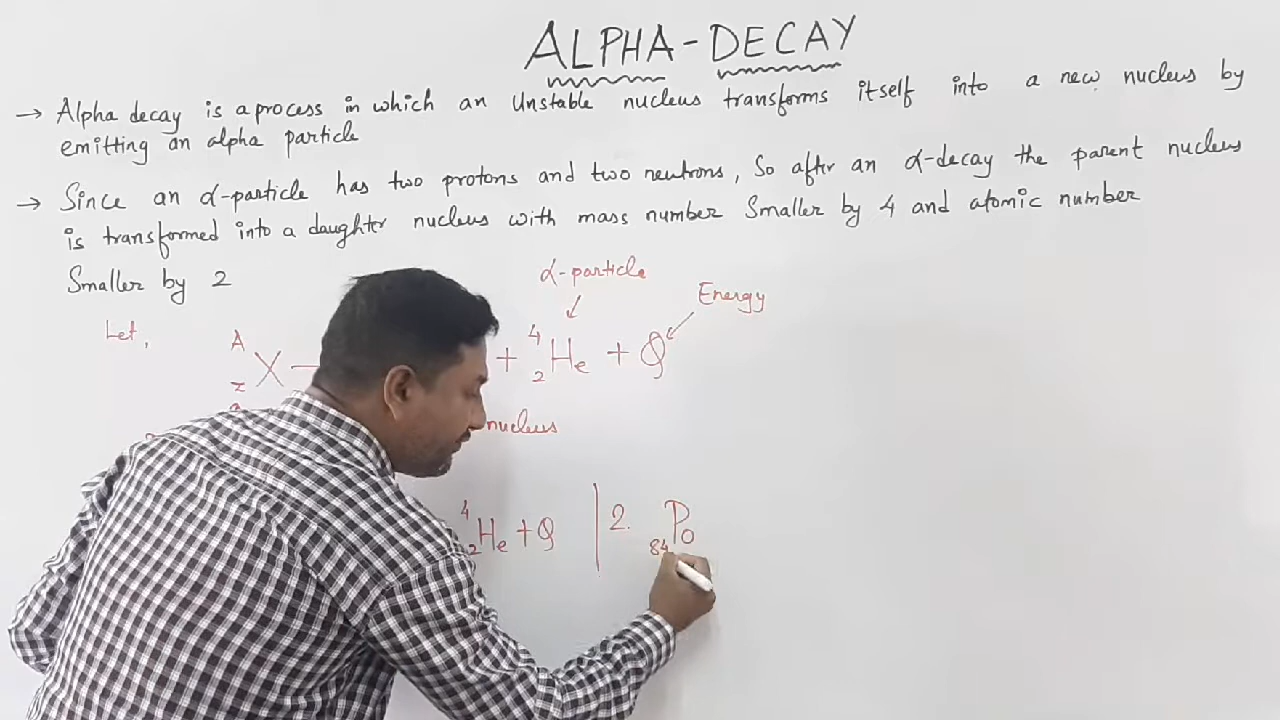 ALPHA-DECAY
→ Alpha decay is a process in which an Unstable nucleus transforms itself into a new nucleus by
emitting an alpha particle
→ Since an α-particle has two protons and two neutrons, So after an α-decay the parent nucleus
is transformed into a daughter nucleus with mass number Smaller by 4 and atomic number
Smaller by 2
α-particle
Energy
Let,
A
z
X
+ 4 2 He + Q
nucleus
4 2 He + Q | 2. 84 Po